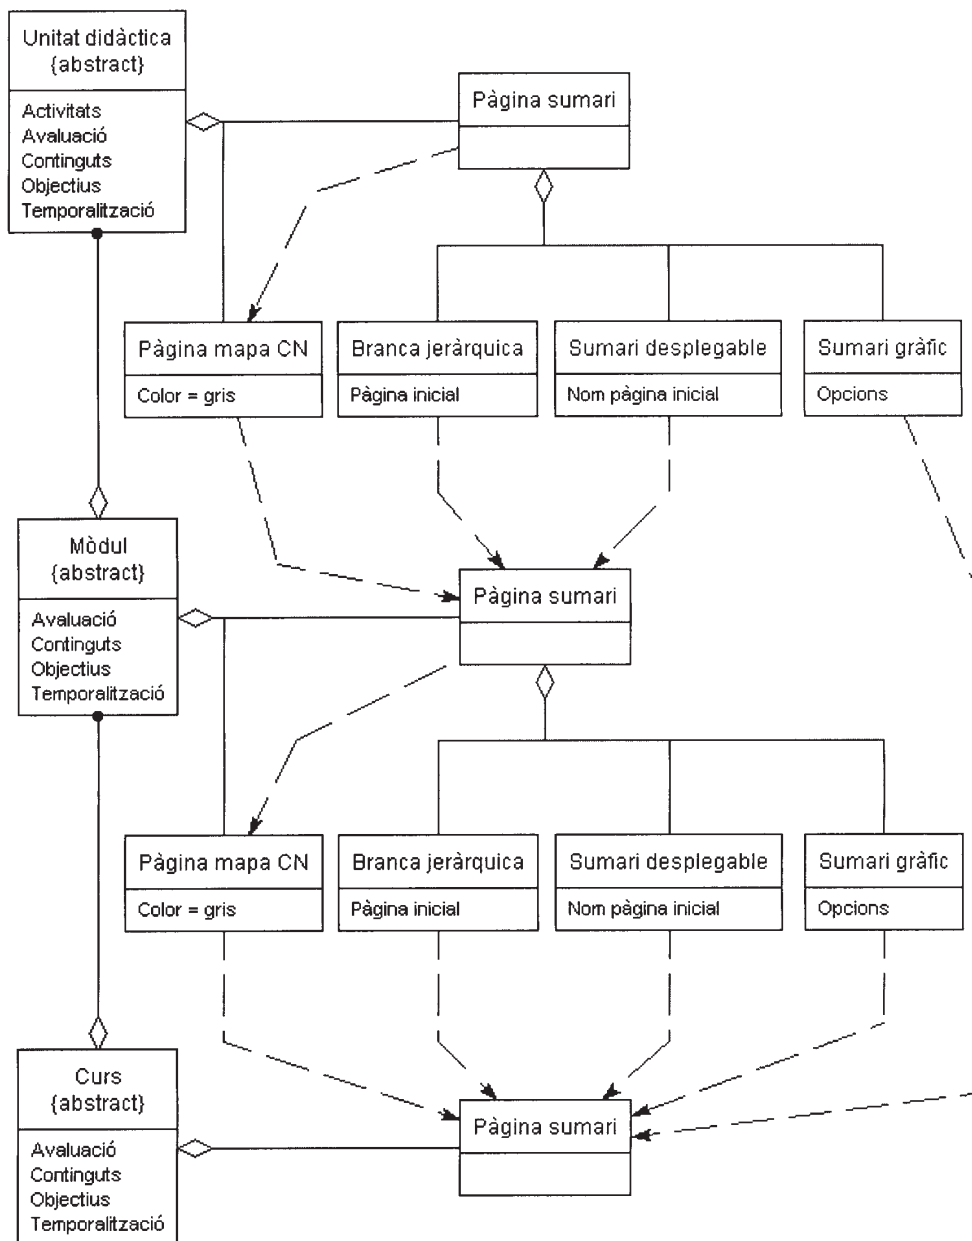 Unitat didàctica
{abstract}
Activitats
Avaluació
Continguts
Objectius
Temporalització
Pàgina sumari
Pàgina mapa CN
Color = gris
Branca jeràrquica
Pàgina inicial
Sumari desplegable
Nom pàgina inicial
Sumari gràfic
Opcions
Mòdul
{abstract}
Avaluació
Continguts
Objectius
Temporalització
Pàgina sumari
Pàgina mapa CN
Color = gris
Branca jeràrquica
Pàgina inicial
Sumari desplegable
Nom pàgina inicial
Sumari gràfic
Opcions
Curs
{abstract}
Avaluació
Continguts
Objectius
Temporalització
Pàgina sumari